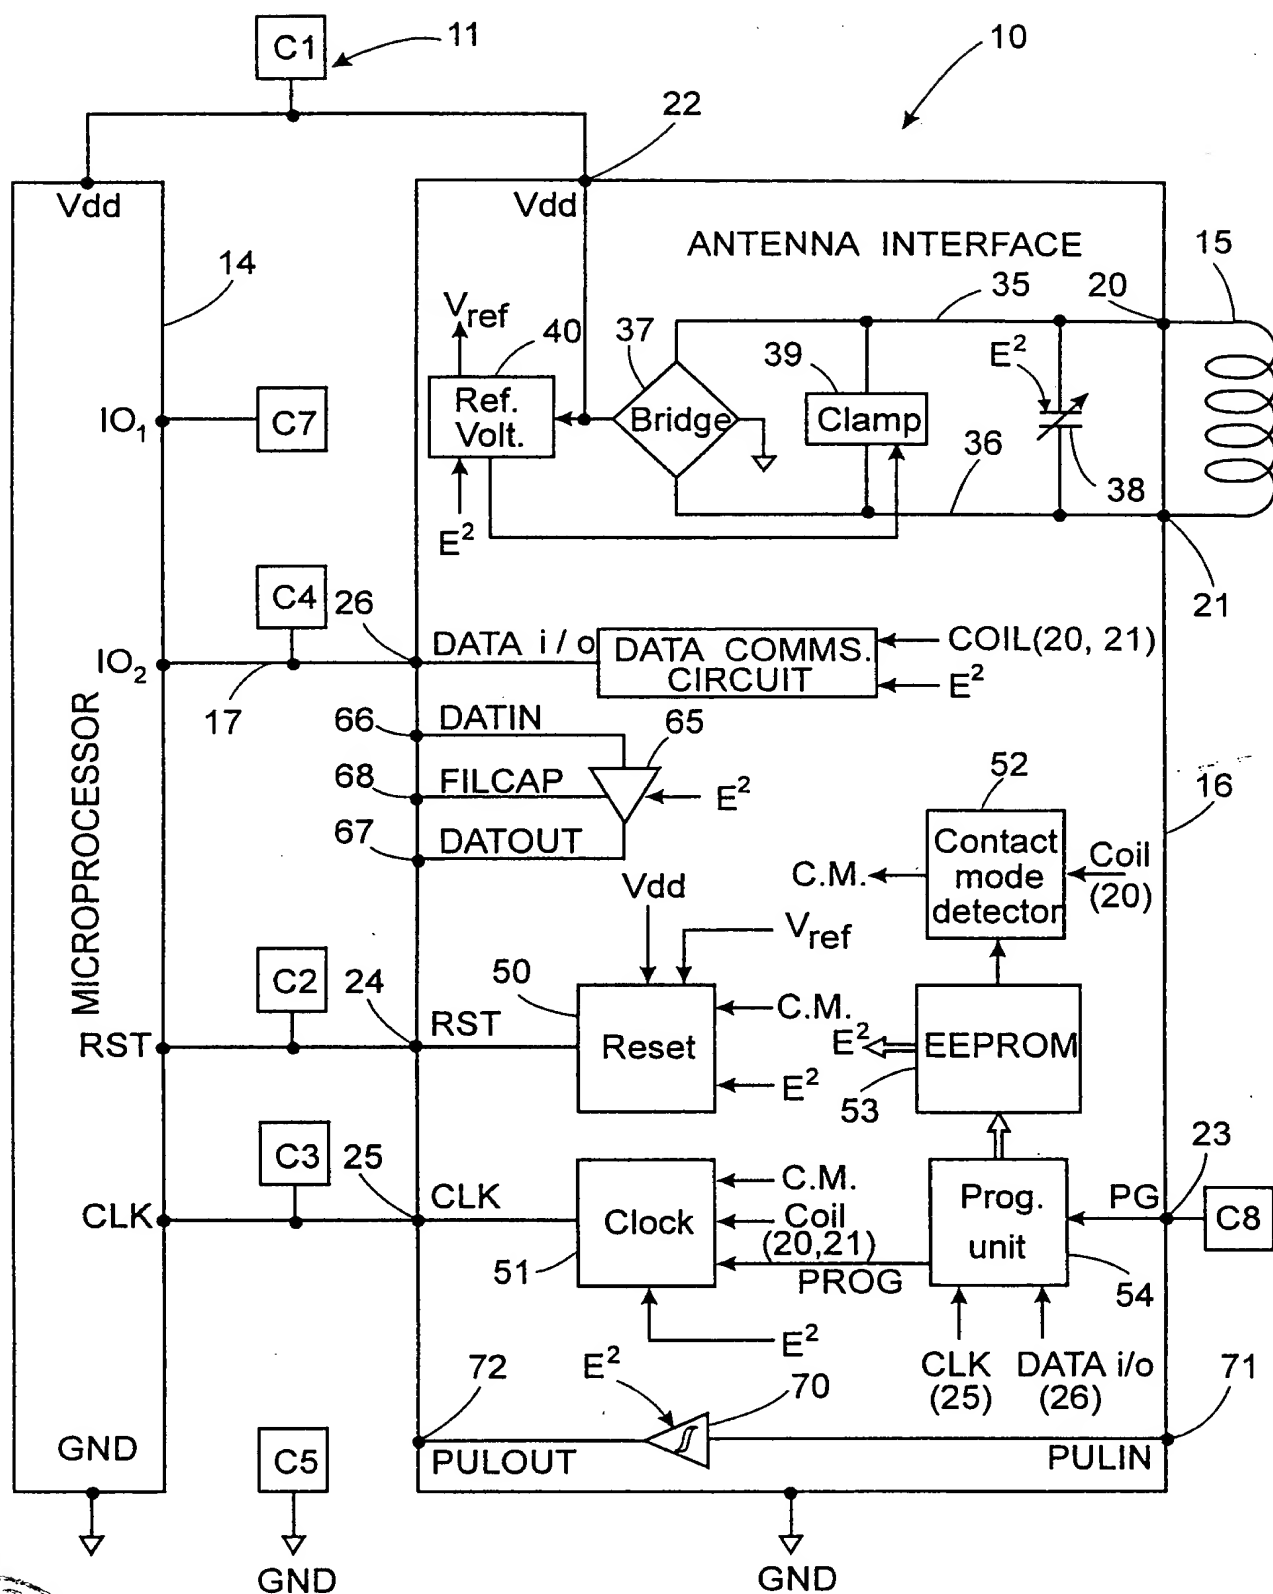 C1
11
10
22
Vdd
Vdd
ANTENNA INTERFACE
15
14
Vref
40
37
35
20
39
E²
Ref.
Volt.
Bridge
Clamp
IO₁
C7
36
38
E²
21
C4
26
DATA i / o
DATA COMMS.
CIRCUIT
COIL(20, 21)
E²
IO₂
17
66
DATIN
65
68
FILCAP
E²
67
DATOUT
52
16
MICROPROCESSOR
Contact
mode
detector
C.M.
Coil
(20)
Vdd
Vref
C2
24
50
RST
RST
Reset
C.M.
E²
E²
EEPROM
53
C3
25
CLK
CLK
Clock
51
C.M.
Coil
(20,21)
PROG
E²
Prog.
unit
PG
23
C8
54
CLK
(25)
DATA i/o
(26)
72
E²
70
71
GND
C5
PULOUT
PULIN
GND
GND